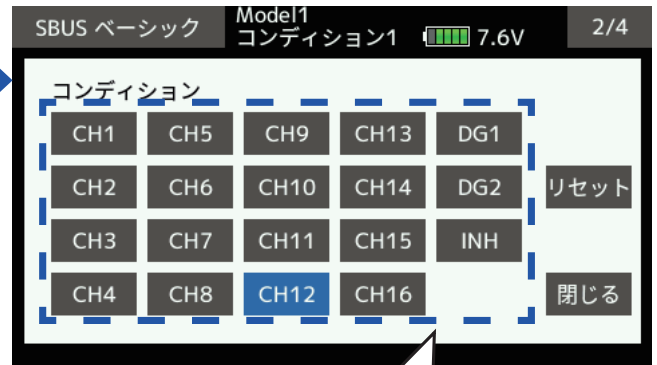 SBUS ベーシック
Model1
コンディション1
7.6V
2/4
コンディション
CH1 CH5 CH9 CH13 DG1
CH2 CH6 CH10 CH14 DG2 リセット
CH3 CH7 CH11 CH15 INH
CH4 CH8 CH12 CH16 閉じる